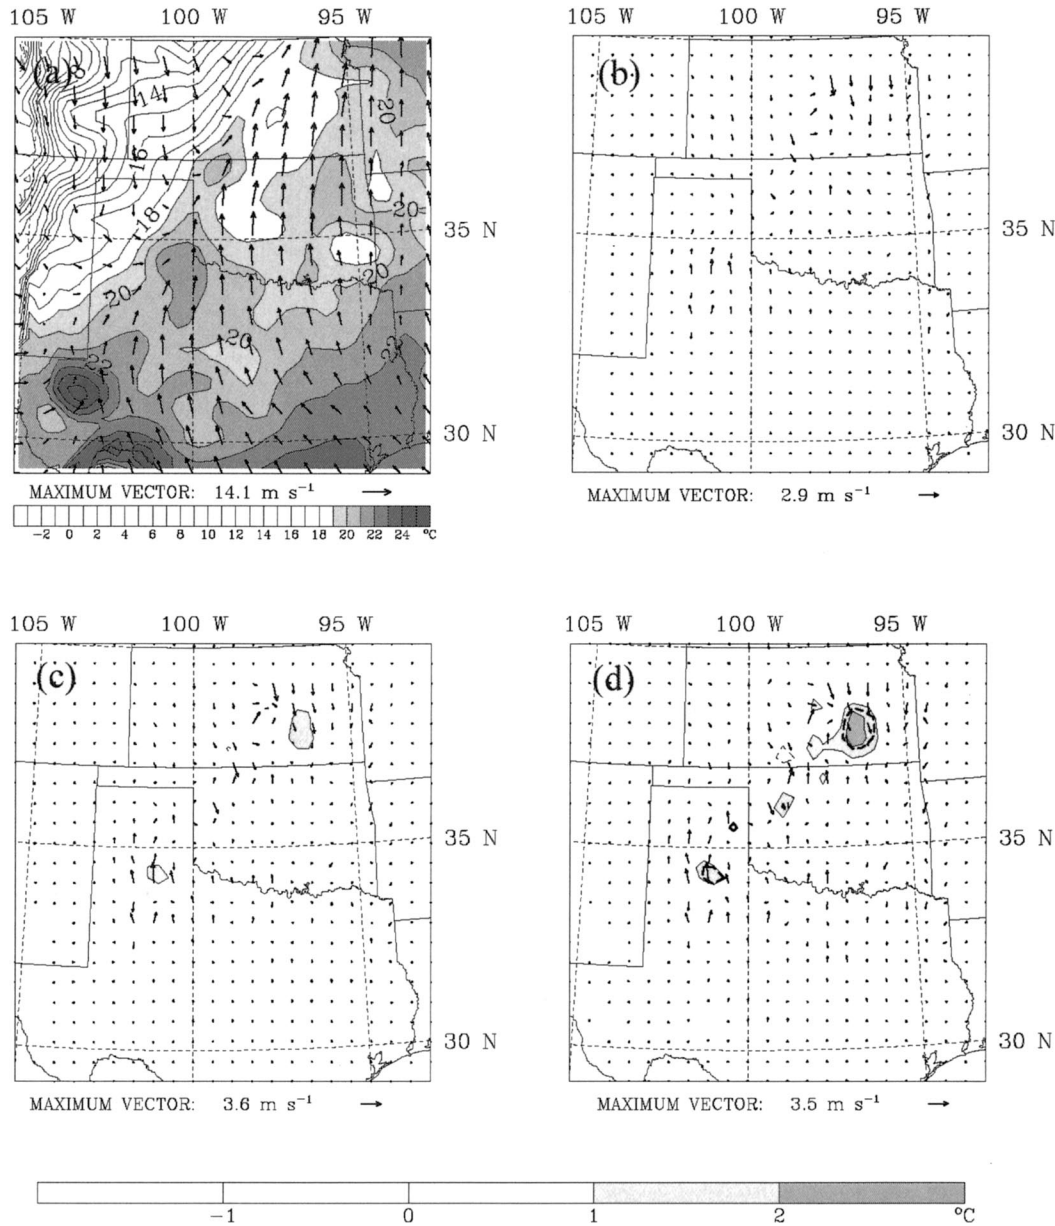 105 W 100 W 95 W
105 W 100 W 95 W
(a)
8
14
16
18
20
20
20
20
20
22
22
35 N
30 N
MAXIMUM VECTOR: 14.1 m s⁻¹
-2 0 2 4 6 8 10 12 14 16 18 20 22 24 °C
(b)
35 N
30 N
MAXIMUM VECTOR: 2.9 m s⁻¹
105 W 100 W 95 W
105 W 100 W 95 W
(c)
35 N
30 N
MAXIMUM VECTOR: 3.6 m s⁻¹
(d)
35 N
30 N
MAXIMUM VECTOR: 3.5 m s⁻¹
-1 0 1 2 °C